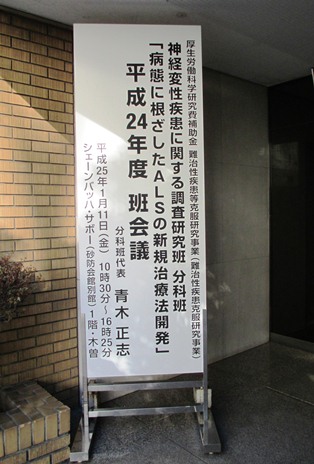 厚生労働科学研究費補助金 難治性疾患等克服研究事業(難治性疾患克服研究事業)
神経変性疾患に関する調査研究班 分科班
「病態に根ざしたALSの新規治療法開発」
平成24年度 班会議
分科班代表 青木 正志
平成25年1月11日(金) 10時30分～16時25分
シェーンバッハ・サボー(砂防会館別館) 1階・木曽